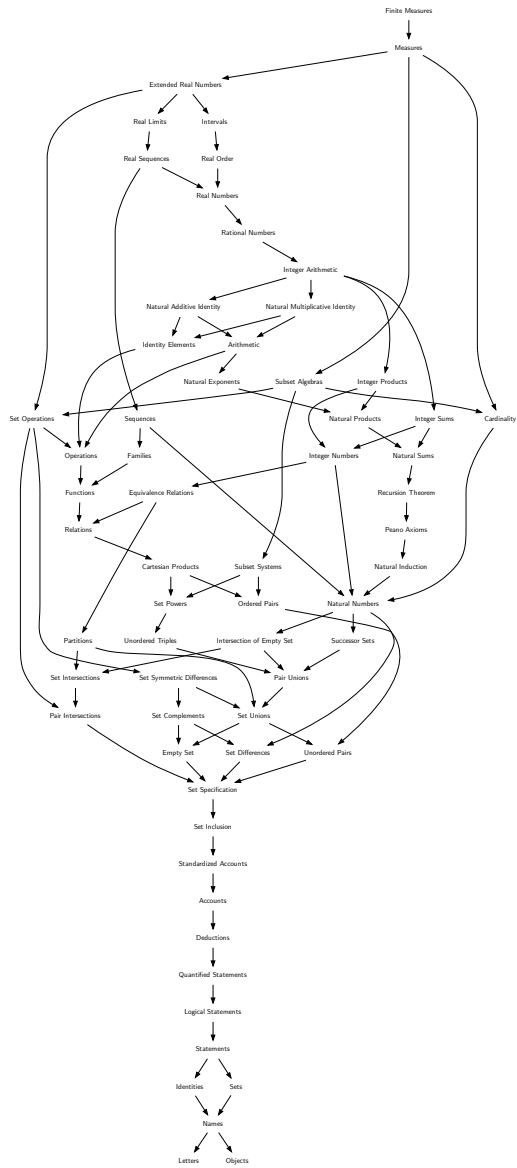 Finite Measures
Measures
Extended Real Numbers
Real Limits
Intervals
Real Sequences
Real Order
Real Numbers
Rational Numbers
Integer Arithmetic
Natural Additive Identity
Natural Multiplicative Identity
Identity Elements
Arithmetic
Natural Exponents
Subset Algebras
Integer Products
Set Operations
Sequences
Natural Products
Integer Sums
Cardinality
Operations
Families
Integer Numbers
Natural Sums
Functions
Equivalence Relations
Recursion Theorem
Relations
Peano Axioms
Cartesian Products
Subset Systems
Natural Induction
Set Powers
Ordered Pairs
Natural Numbers
Partitions
Unordered Triples
Intersection of Empty Set
Successor Sets
Set Intersections
Set Symmetric Differences
Pair Unions
Pair Intersections
Set Complements
Set Unions
Empty Set
Set Differences
Unordered Pairs
Set Specification
Set Inclusion
Standardized Accounts
Accounts
Deductions
Quantified Statements
Logical Statements
Statements
Identities
Sets
Names
Letters
Objects